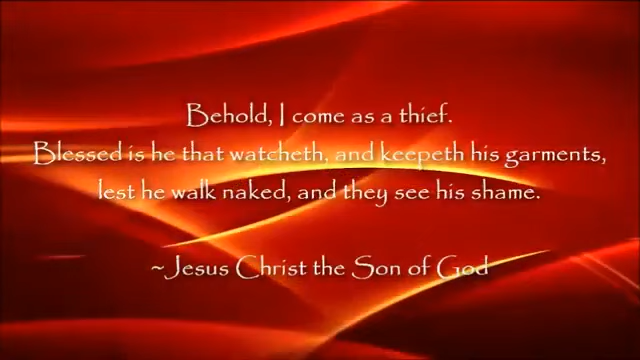 Behold, I come as a thief.
Blessed is he that watcheth, and keepeth his garments,
lest he walk naked, and they see his shame.
~Jesus Christ the Son of God